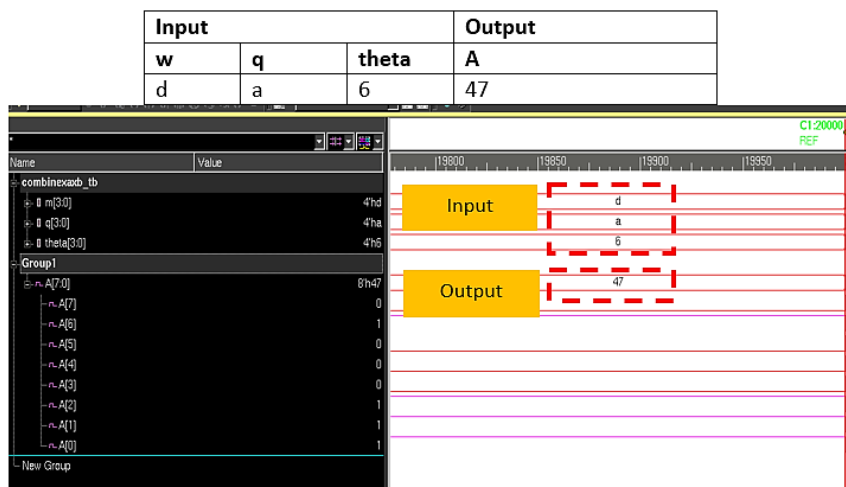 Input Output
w q theta A
d a 6 47
C1:20000
REF
Name Value
19800 19850 19900 19950
combinexaxb_tb
m[3:0] 4'hd
q[3:0] 4'ha
theta[3:0] 4'h6
Input
d
a
6
Group1
A[7:0] 8'h47
Output
47
A[7] 0
A[6] 1
A[5] 0
A[4] 0
A[3] 0
A[2] 1
A[1] 1
A[0] 1
New Group